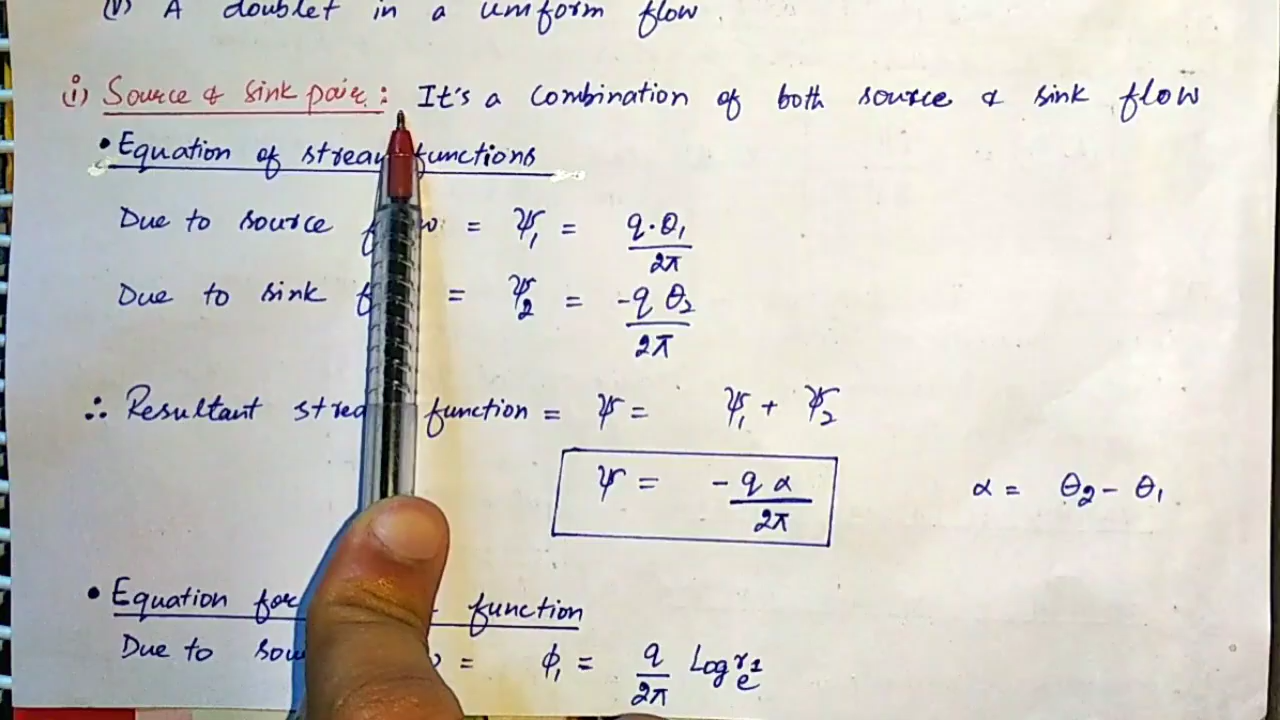 (v) A doublet in a uniform flow
(i) Source & sink pair : It's a combination of both source & sink flow
• Equation of functions
Due to source = ψ₁ = q·θ₁/2π
Due to sink = ψ₂ = -q θ₂/2π
∴ Resultant function = ψ = ψ₁ + ψ₂
ψ = - q α/2π α = θ₂ - θ₁
• Equation for function
Due to = ϕ₁ = q/2π Log_e^r₁